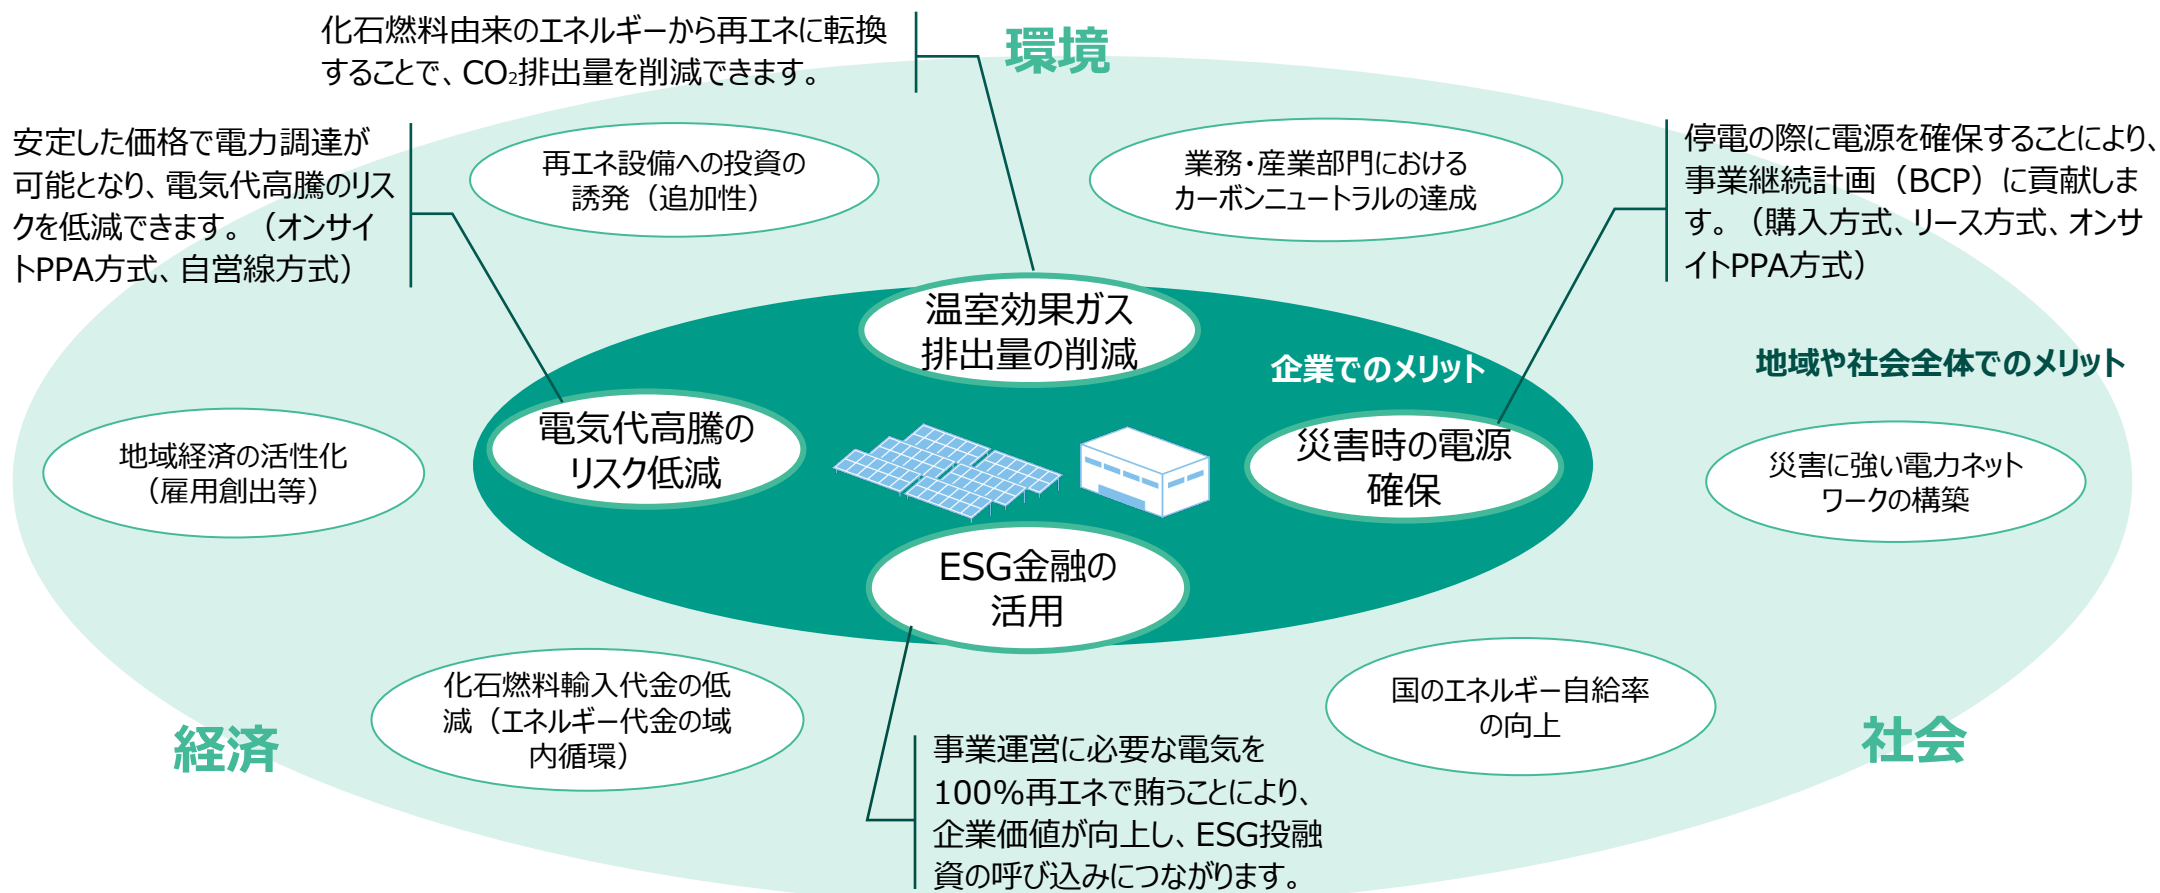 化石燃料由来のエネルギーから再エネに転換
することで、CO₂排出量を削減できます。
環境
安定した価格で電力調達が
可能となり、電気代高騰のリス
クを低減できます。（オンサイ
トPPA方式、自営線方式）
再エネ設備への投資の
誘発（追加性）
業務・産業部門における
カーボンニュートラルの達成
停電の際に電源を確保することにより、
事業継続計画（BCP）に貢献しま
す。（購入方式、リース方式、オンサ
イトPPA方式）
温室効果ガス
排出量の削減
企業でのメリット
地域や社会全体でのメリット
電気代高騰の
リスク低減
災害時の電源
確保
地域経済の活性化
（雇用創出等）
災害に強い電力ネット
ワークの構築
ESG金融の
活用
化石燃料輸入代金の低
減（エネルギー代金の域
内循環）
国のエネルギー自給率
の向上
経済
社会
事業運営に必要な電気を
100%再エネで賄うことにより、
企業価値が向上し、ESG投融
資の呼び込みにつながります。